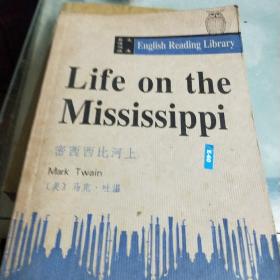 English Reading Library
Life on the
Mississippi
密西西比河上
Mark Twain
〔美〕马克·吐温